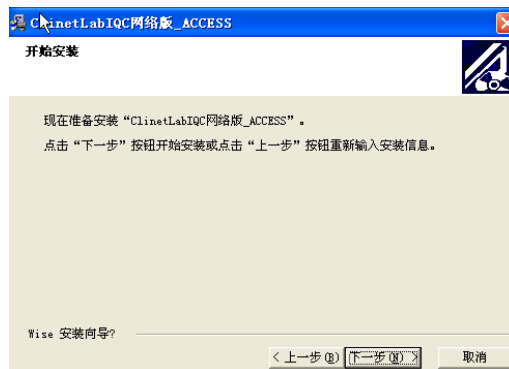 ClinetLabIQC网络版_ACCESS
开始安装
现在准备安装“ClinetLabIQC网络版_ACCESS”。
点击“下一步”按钮开始安装或点击“上一步”按钮重新输入安装信息。
Wise 安装向导?
< 上一步(B) 下一步(N) > 取消